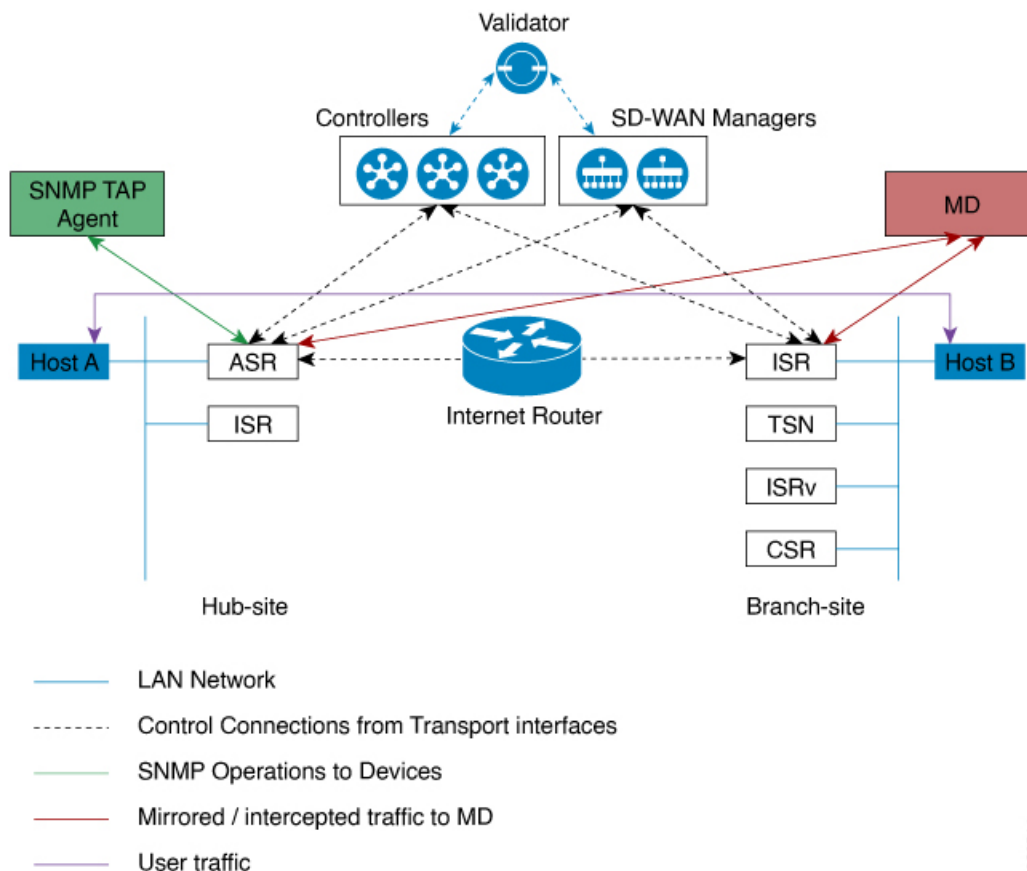 Validator
Controllers
SD-WAN Managers
SNMP TAP
Agent
MD
Host A
ASR
ISR
Host B
ISR
Internet Router
TSN
ISRv
CSR
Hub-site
Branch-site
LAN Network
Control Connections from Transport interfaces
SNMP Operations to Devices
Mirrored / intercepted traffic to MD
User traffic